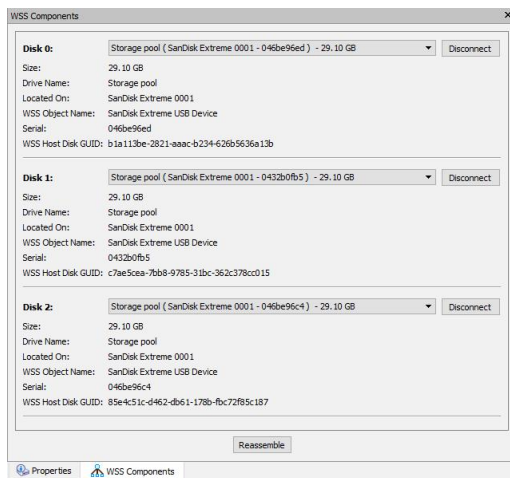 WSS Components
Disk 0: Storage pool ( SanDisk Extreme 0001 - 046be96ed ) - 29.10 GB Disconnect
Size: 29.10 GB
Drive Name: Storage pool
Located On: SanDisk Extreme 0001
WSS Object Name: SanDisk Extreme USB Device
Serial: 046be96ed
WSS Host Disk GUID: b1a113be-2821-aaac-b234-626b5636a13b
Disk 1: Storage pool ( SanDisk Extreme 0001 - 0432b0fb5 ) - 29.10 GB Disconnect
Size: 29.10 GB
Drive Name: Storage pool
Located On: SanDisk Extreme 0001
WSS Object Name: SanDisk Extreme USB Device
Serial: 0432b0fb5
WSS Host Disk GUID: c7ae5cea-7bb8-9785-31bc-362c378cc015
Disk 2: Storage pool ( SanDisk Extreme 0001 - 046be96c4 ) - 29.10 GB Disconnect
Size: 29.10 GB
Drive Name: Storage pool
Located On: SanDisk Extreme 0001
WSS Object Name: SanDisk Extreme USB Device
Serial: 046be96c4
WSS Host Disk GUID: 85e4c51c-d462-db61-178b-fbc72f85c187
Reassemble
Properties WSS Components